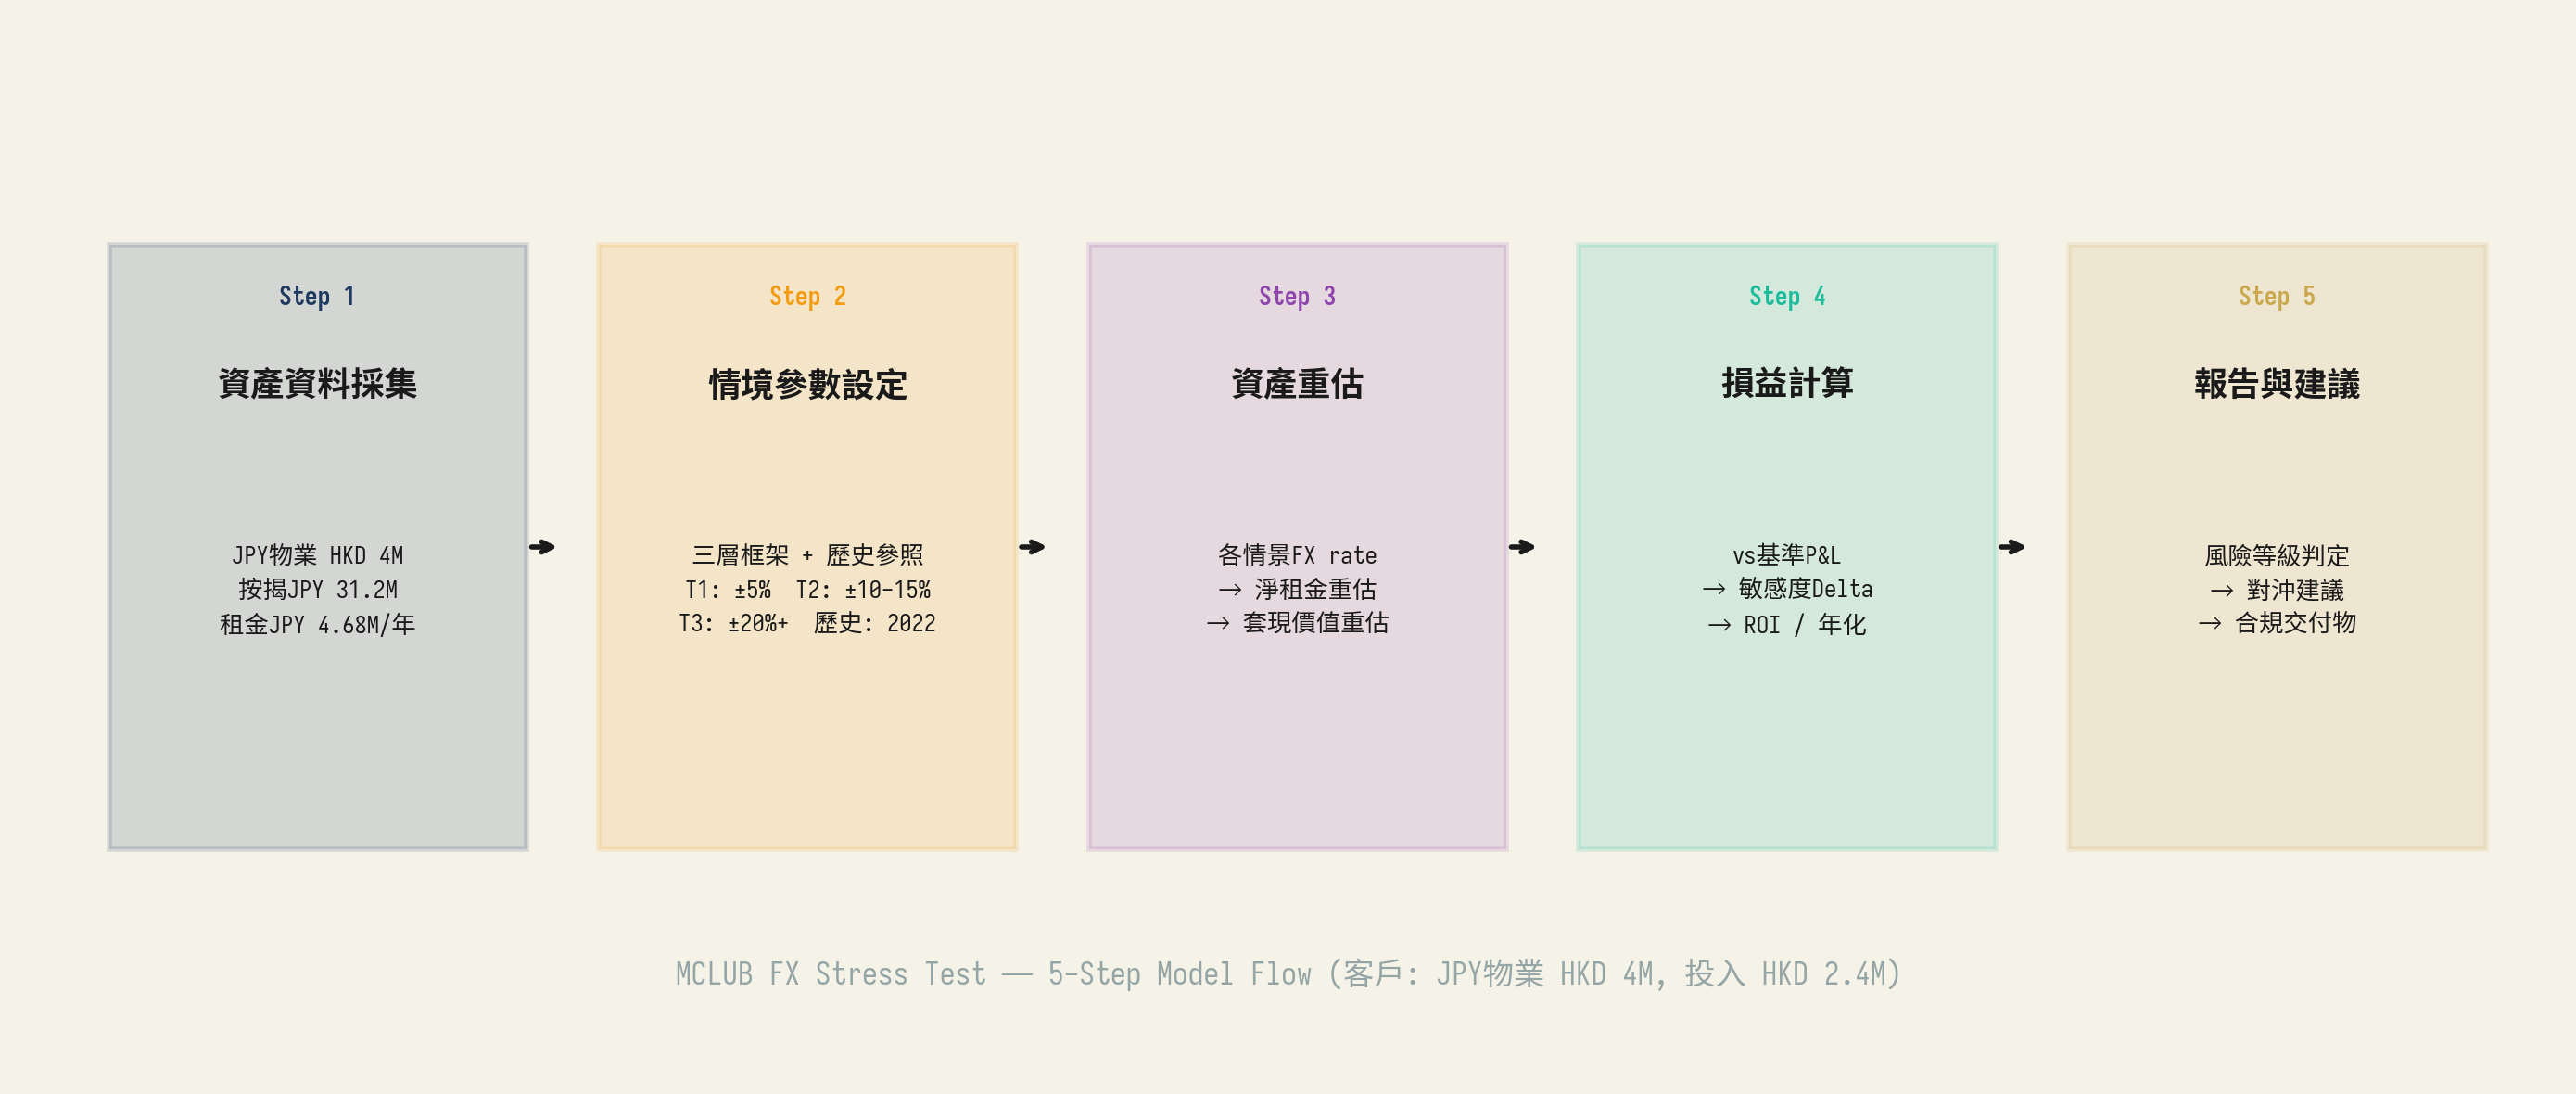 Step 1
資產資料採集
JPY物業 HKD 4M
按揭JPY 31.2M
租金JPY 4.68M/年
Step 2
情境參數設定
三層框架 + 歷史參照
T1: ±5%  T2: ±10-15%
T3: ±20%+  歷史: 2022
Step 3
資產重估
各情景FX rate
→ 淨租金重估
→ 套現價值重估
Step 4
損益計算
vs基準P&L
→ 敏感度Delta
→ ROI / 年化
Step 5
報告與建議
風險等級判定
→ 對沖建議
→ 合規交付物
MCLUB FX Stress Test — 5-Step Model Flow (客戶: JPY物業 HKD 4M, 投入 HKD 2.4M)